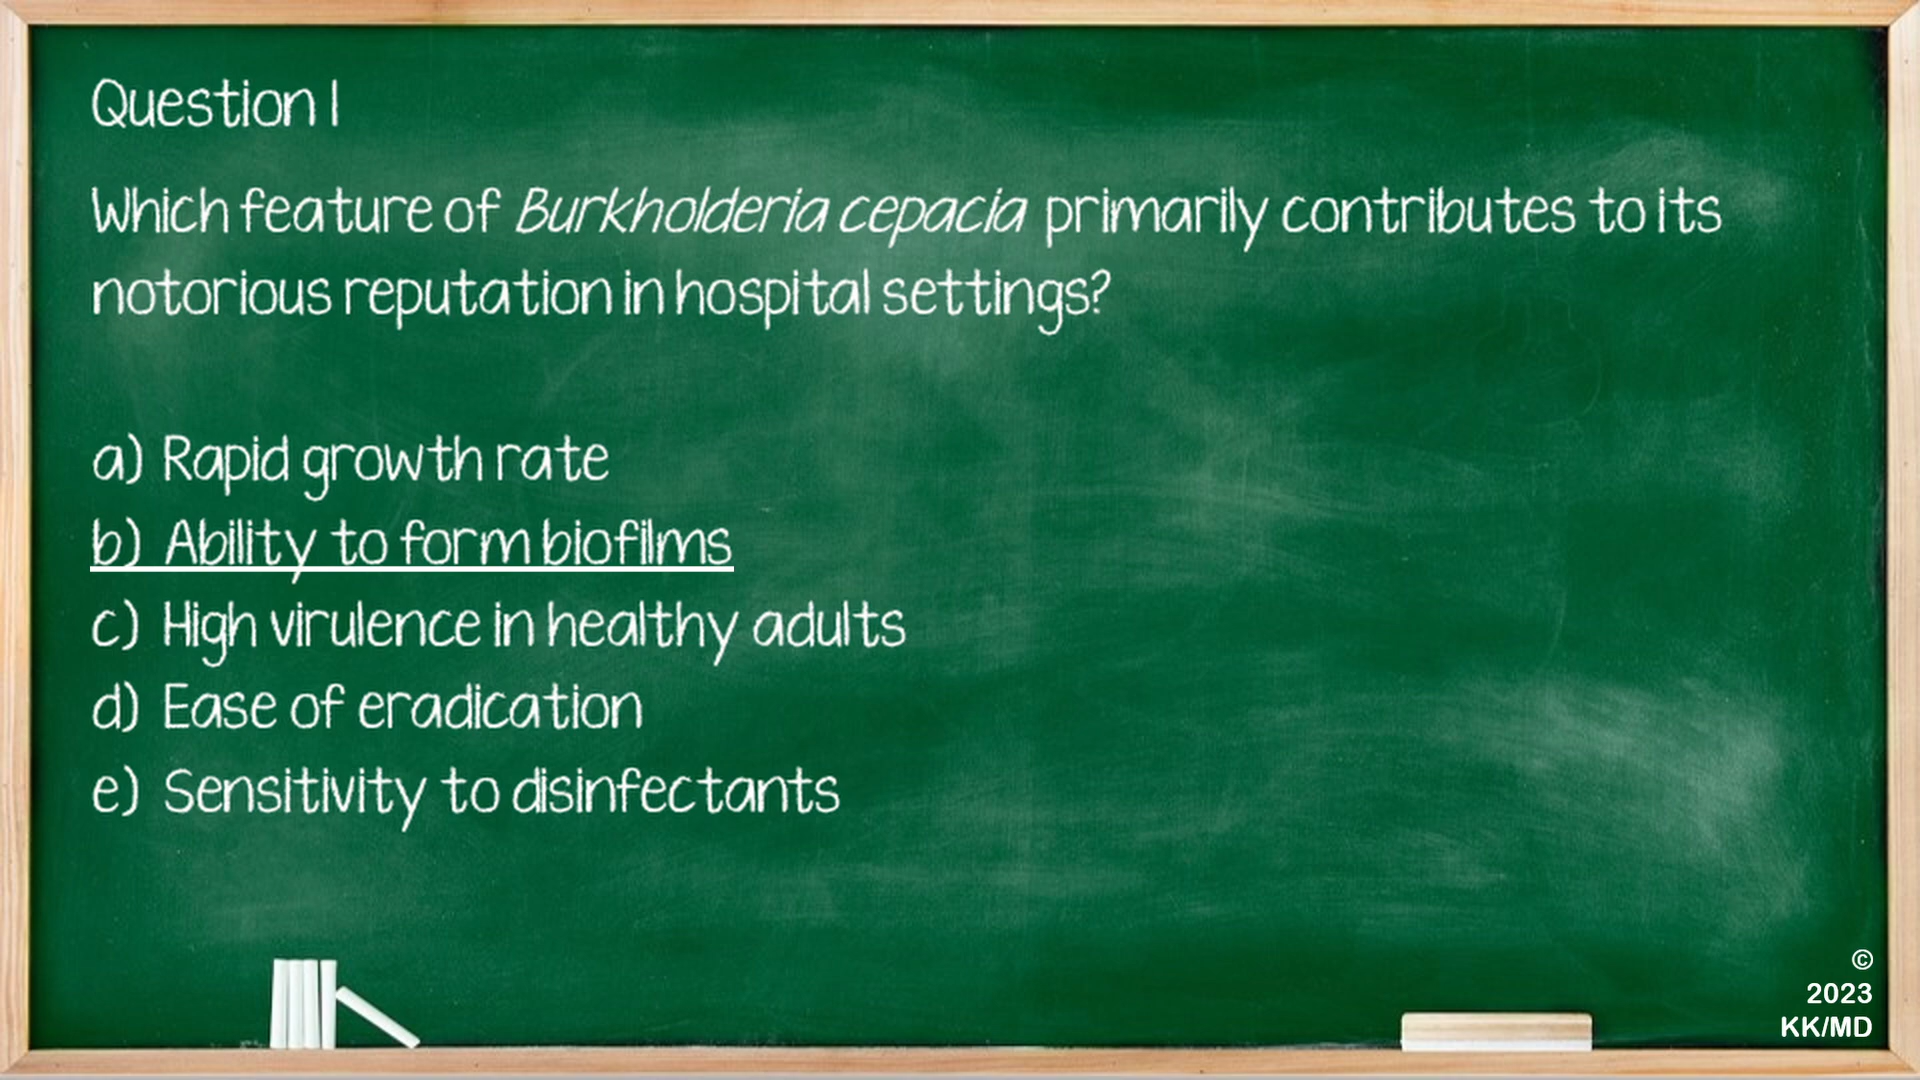 Question 1
Which feature of Burkholderia cepacia primarily contributes to its
notorious reputation in hospital settings?
a) Rapid growth rate
b) Ability to form biofilms
c) High virulence in healthy adults
d) Ease of eradication
e) Sensitivity to disinfectants
©
2023
KK/MD